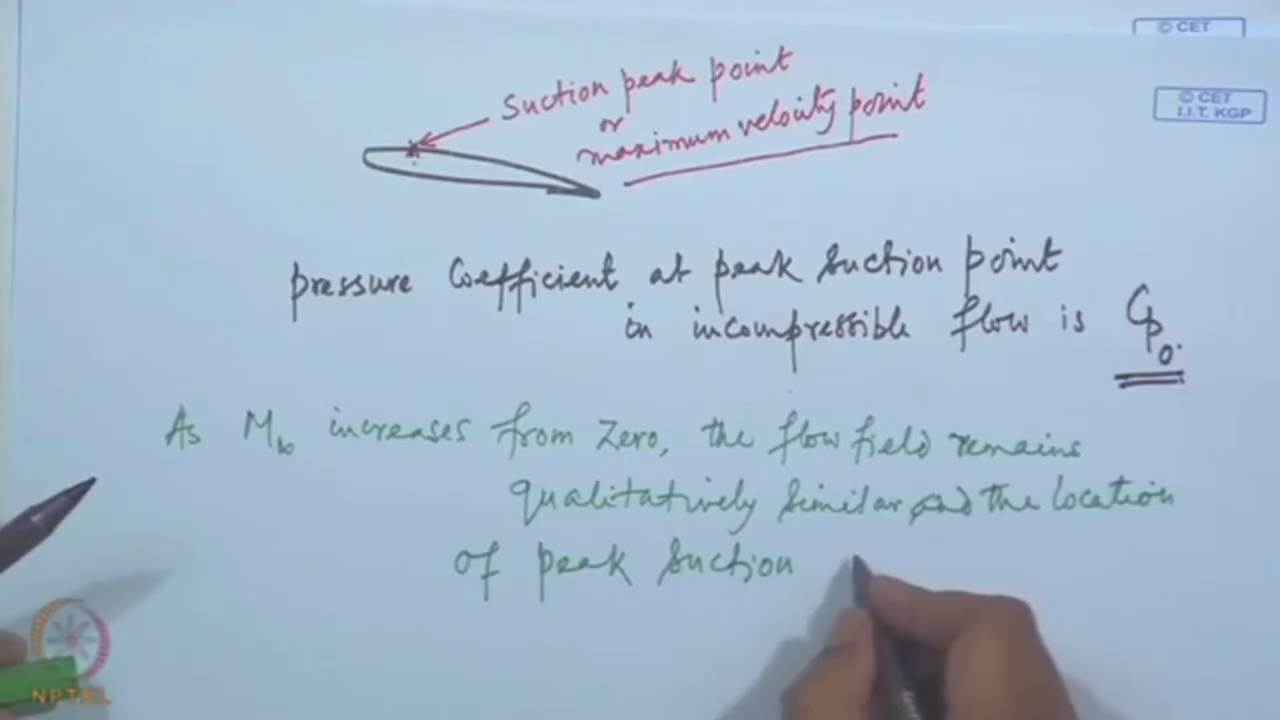 © CET
© CET
I.I.T. KGP
Suction peak point
or
maximum velocity point
pressure Coefficient at peak suction point
in incompressible flow is Cp₀.
As M∞ increases from Zero, the flow field remains
qualitatively similar and the location
of peak suction
NPTEL